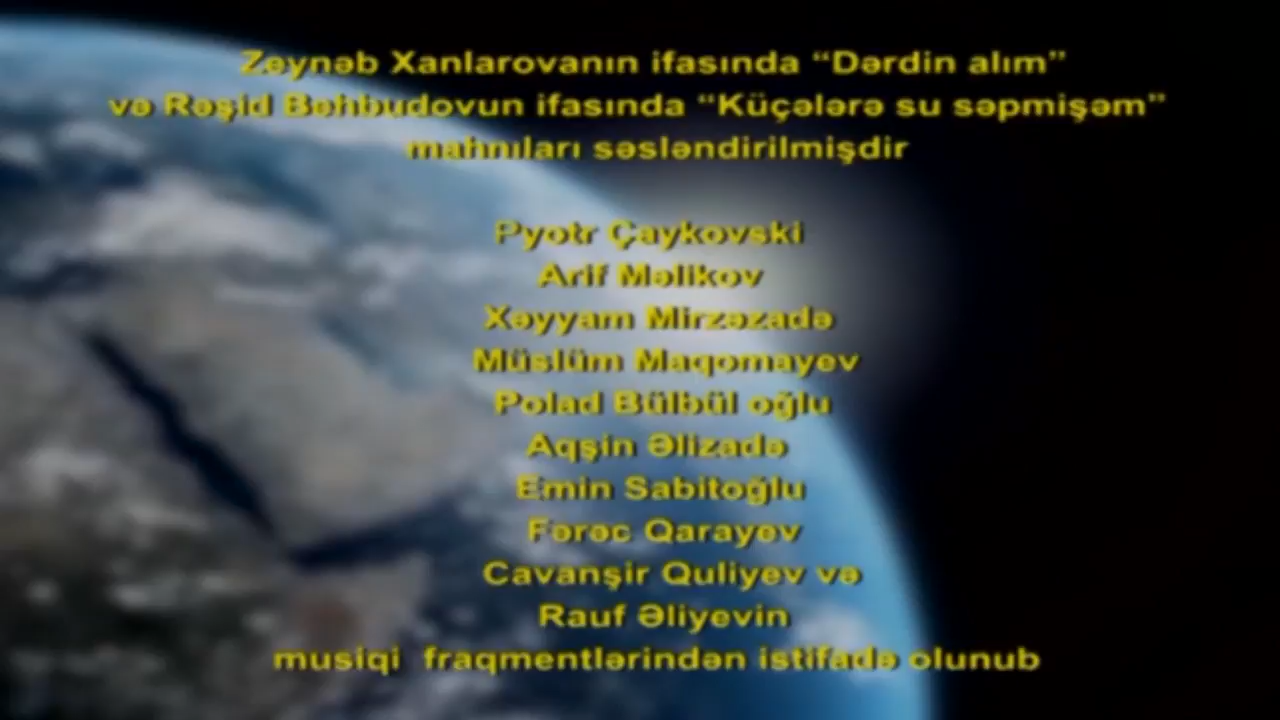 Zeynəb Xanlarovanın ifasında “Dərdin alım”
və Rəşid Behbudovun ifasında “Küçələrə su səpmişəm”
mahnıları səsləndirilmişdir
Pyotr Çaykovski
Arif Məlikov
Xəyyam Mirzəzadə
Müslüm Maqomayev
Polad Bülbül oğlu
Aqşin Əlizadə
Emin Sabitoğlu
Fərəc Qarayev
Cavanşir Quliyev və
Rauf Əliyevin
musiqi fraqmentlərindən istifadə olunub